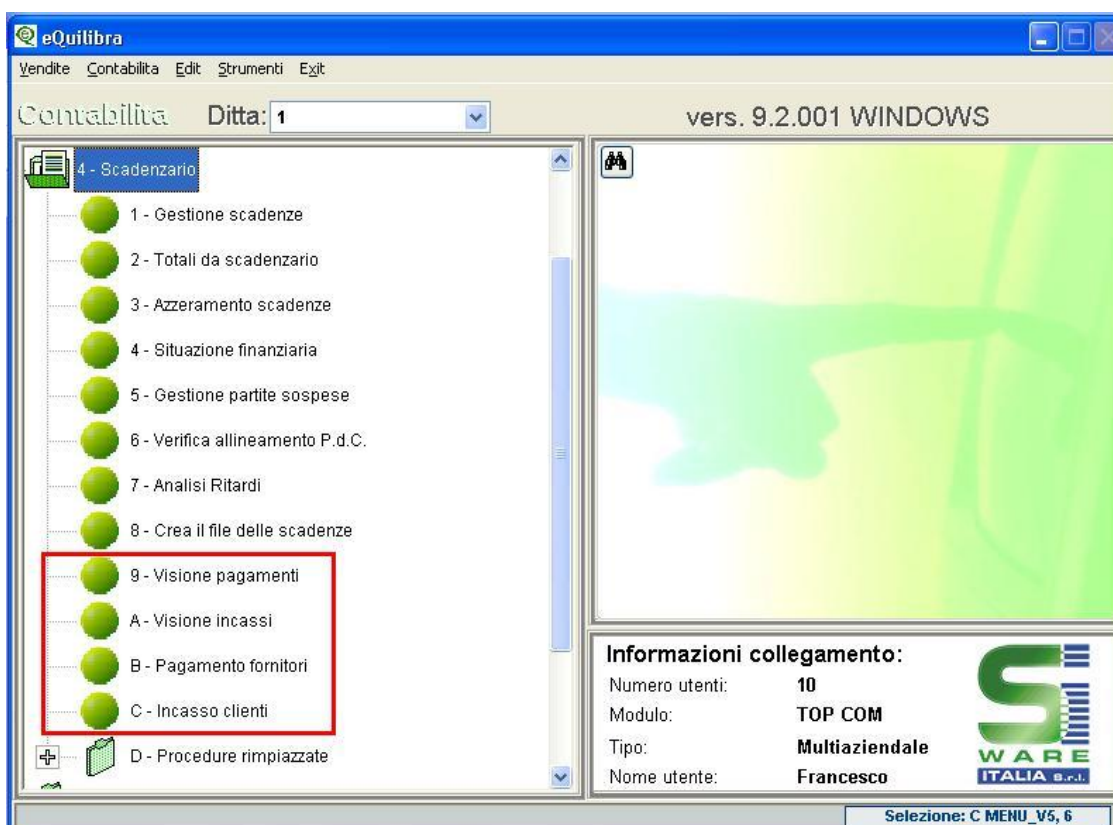 eQuilibra
Vendite Contabilita Edit Strumenti Exit
Contabilita Ditta: 1 vers. 9.2.001 WINDOWS
4 - Scadenzario
1 - Gestione scadenze
2 - Totali da scadenzario
3 - Azzeramento scadenze
4 - Situazione finanziaria
5 - Gestione partite sospese
6 - Verifica allineamento P.d.C.
7 - Analisi Ritardi
8 - Crea il file delle scadenze
9 - Visione pagamenti
A - Visione incassi
B - Pagamento fornitori
C - Incasso clienti
D - Procedure rimpiazzate
Informazioni collegamento:
Numero utenti: 10
Modulo: TOP COM
Tipo: Multiaziendale
Nome utente: Francesco
Si
WARE
ITALIA S.r.l.
Selezione: C MENU_V5, 6